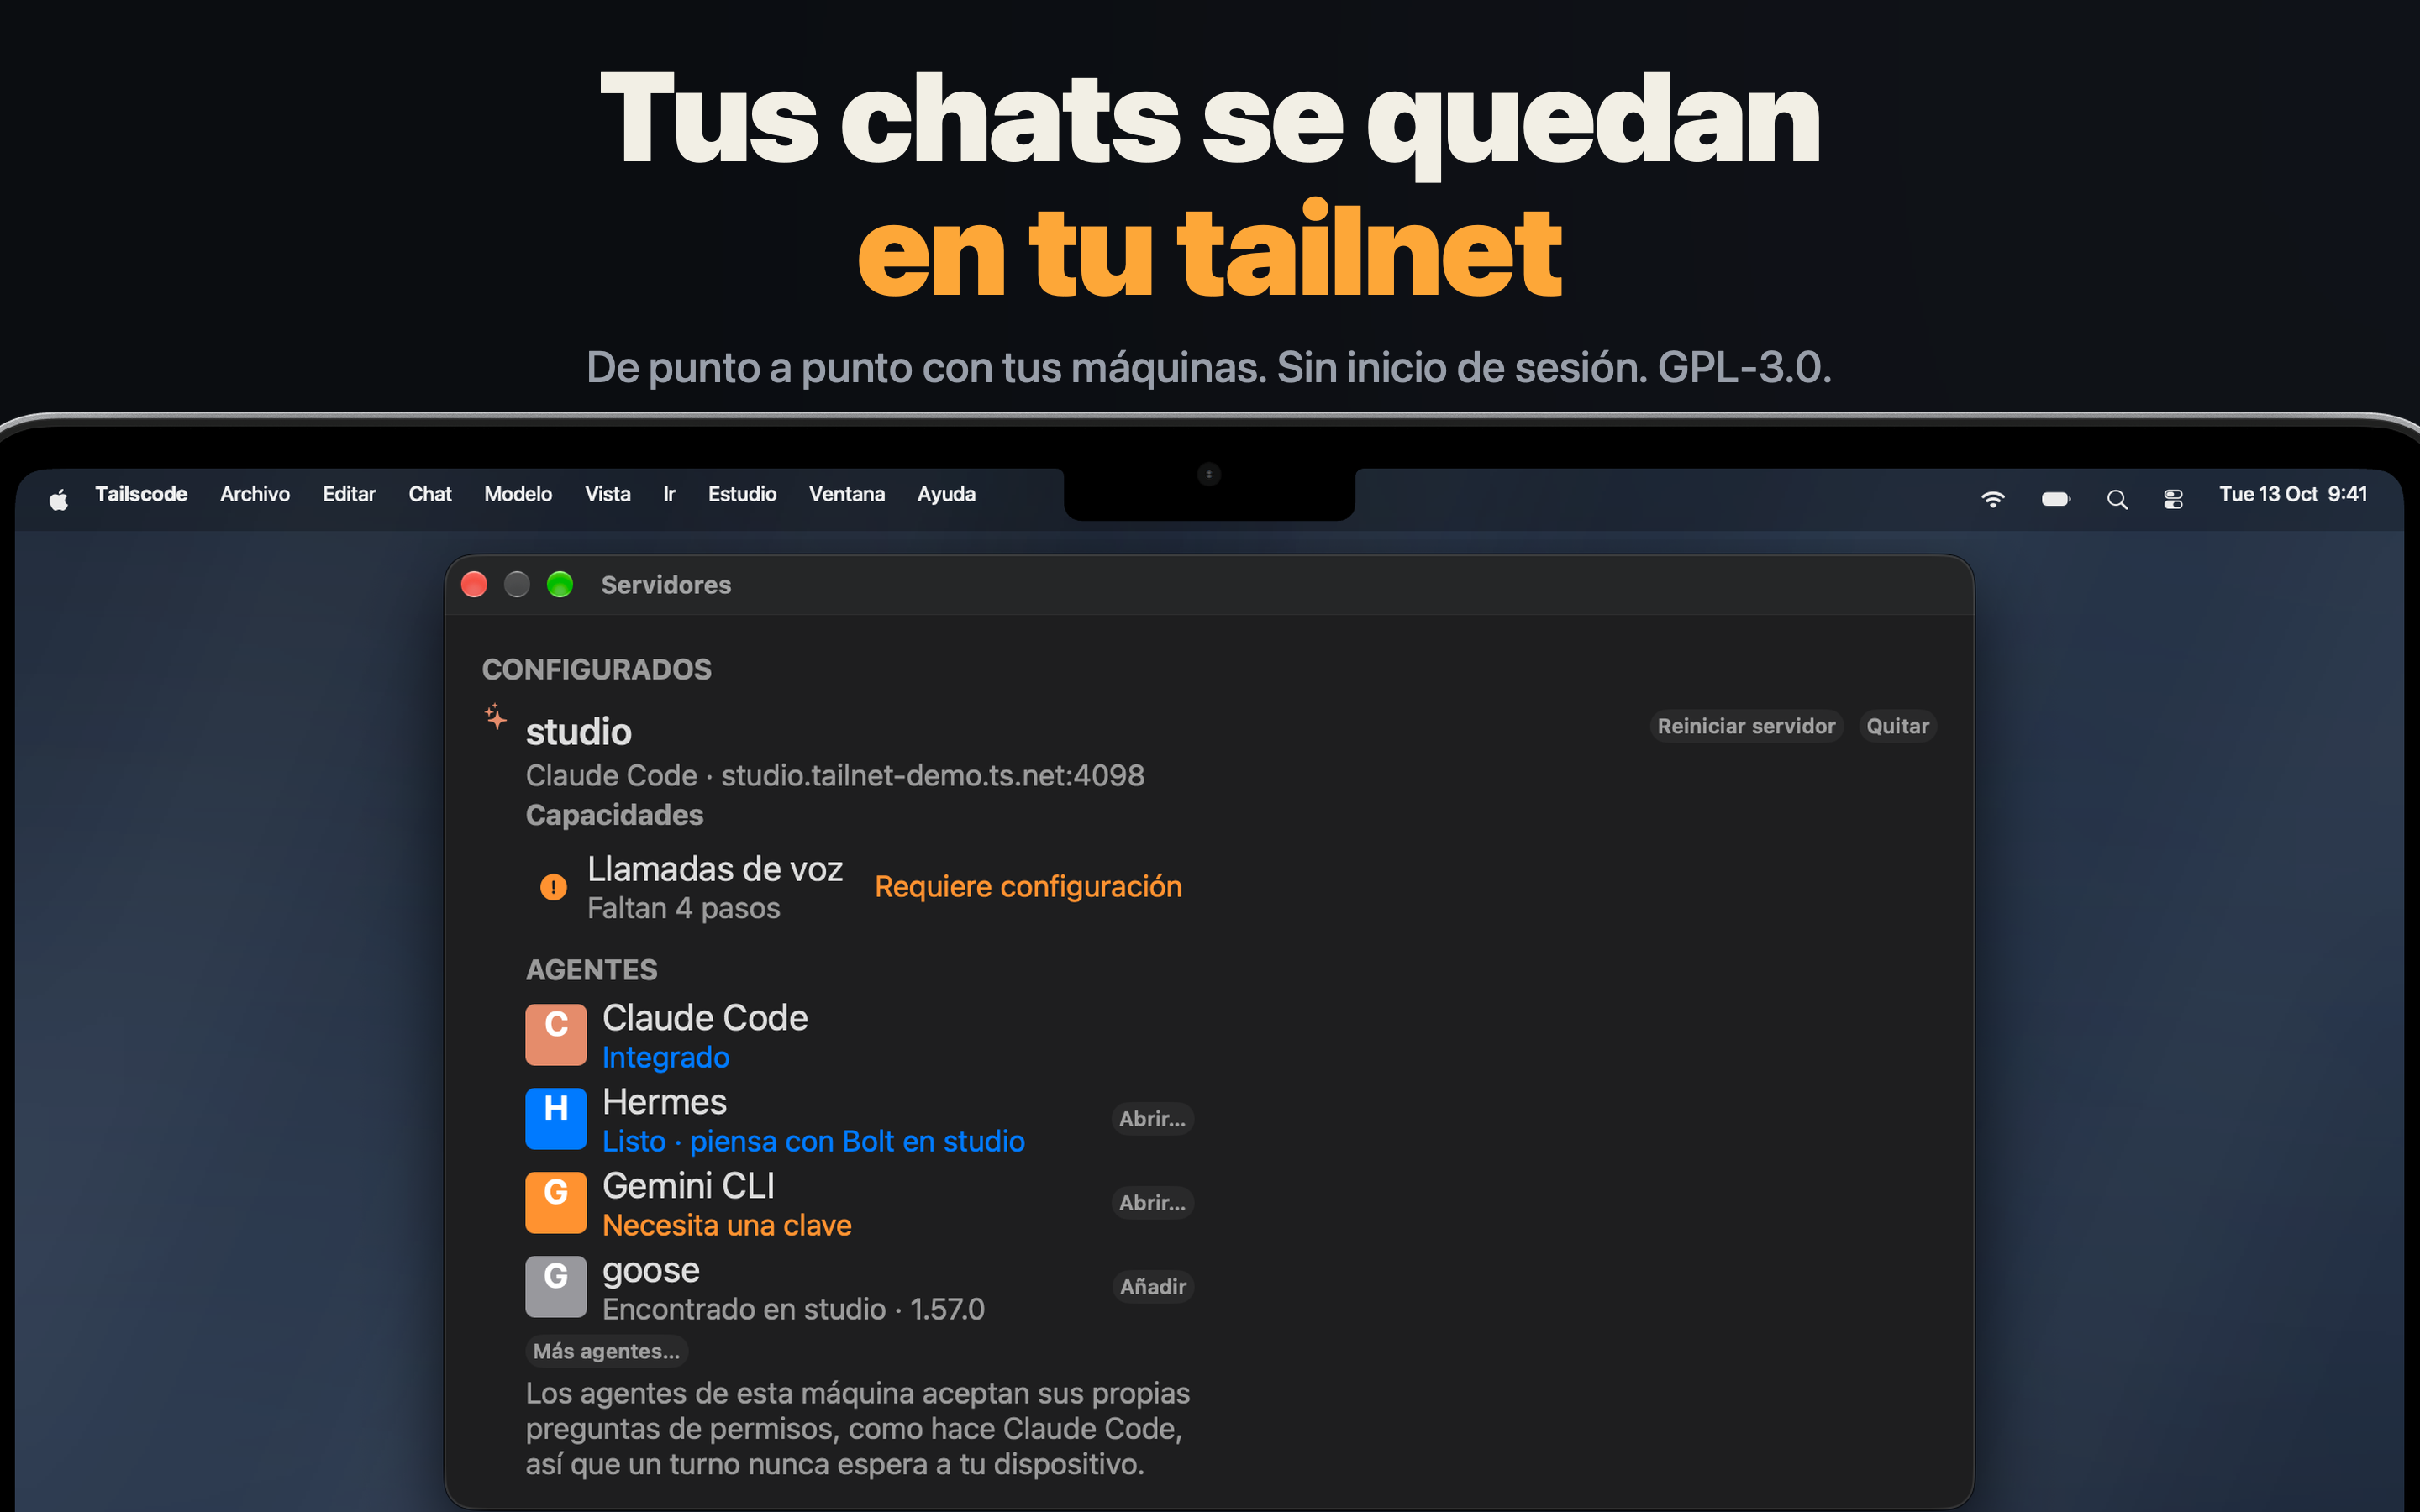 Tus chats se quedan
en tu tailnet
De punto a punto con tus máquinas. Sin inicio de sesión. GPL-3.0.
Tailscode Archivo Editar Chat Modelo Vista Ir Estudio Ventana Ayuda Tue 13 Oct 9:41
Servidores
CONFIGURADOS
studio
Reiniciar servidor Quitar
Claude Code · studio.tailnet-demo.ts.net:4098
Capacidades
Llamadas de voz
Requiere configuración
Faltan 4 pasos
AGENTES
C Claude Code
Integrado
H Hermes
Abrir...
Listo · piensa con Bolt en studio
G Gemini CLI
Abrir...
Necesita una clave
G goose
Añadir
Encontrado en studio · 1.57.0
Más agentes...
Los agentes de esta máquina aceptan sus propias
preguntas de permisos, como hace Claude Code,
así que un turno nunca espera a tu dispositivo.